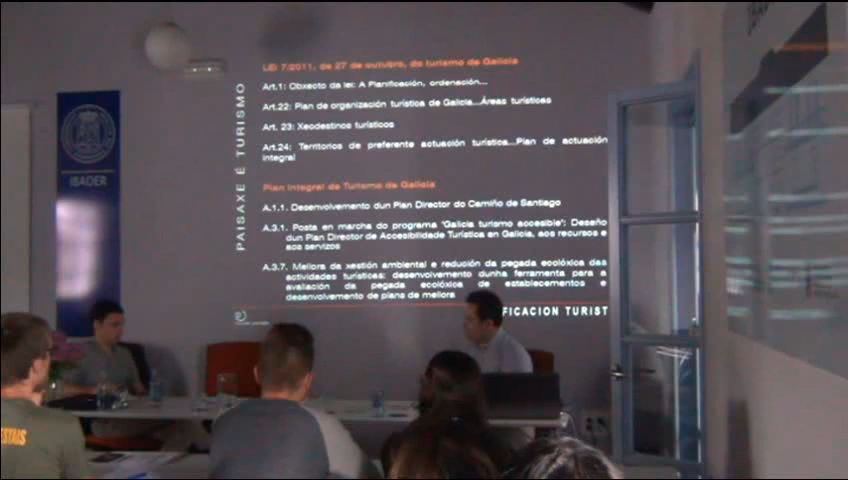 IBADER
PAISAXE E TURISMO
LEI 7/2011, de 27 de outubro, do turismo de Galicia
Art.1: Obxecto da lei: A Planificación, ordenación...
Art.22: Plan de organización turística de Galicia...Áreas turísticas
Art. 23: Xeodestinos turísticos
Art.24: Territorios de preferente actuación turística...Plan de actuación
integral
Plan Integral de Turismo de Galicia
A.1.1. Desenvolvemento dun Plan Director do Camiño de Santiago
A.3.1. Posta en marcha do programa "Galicia turismo accesible": Deseño
dun Plan Director de Accesibilidade Turística en Galicia, aos recursos e
aos servizos
A.3.7. Mellora da xestión ambiental e redución da pegada ecolóxica das
actividades turísticas: desenvolvemento dunha ferramenta para a
avaliación da pegada ecolóxica de establecementos e
desenvolvemento de plans de mellora
FICACION TURIST